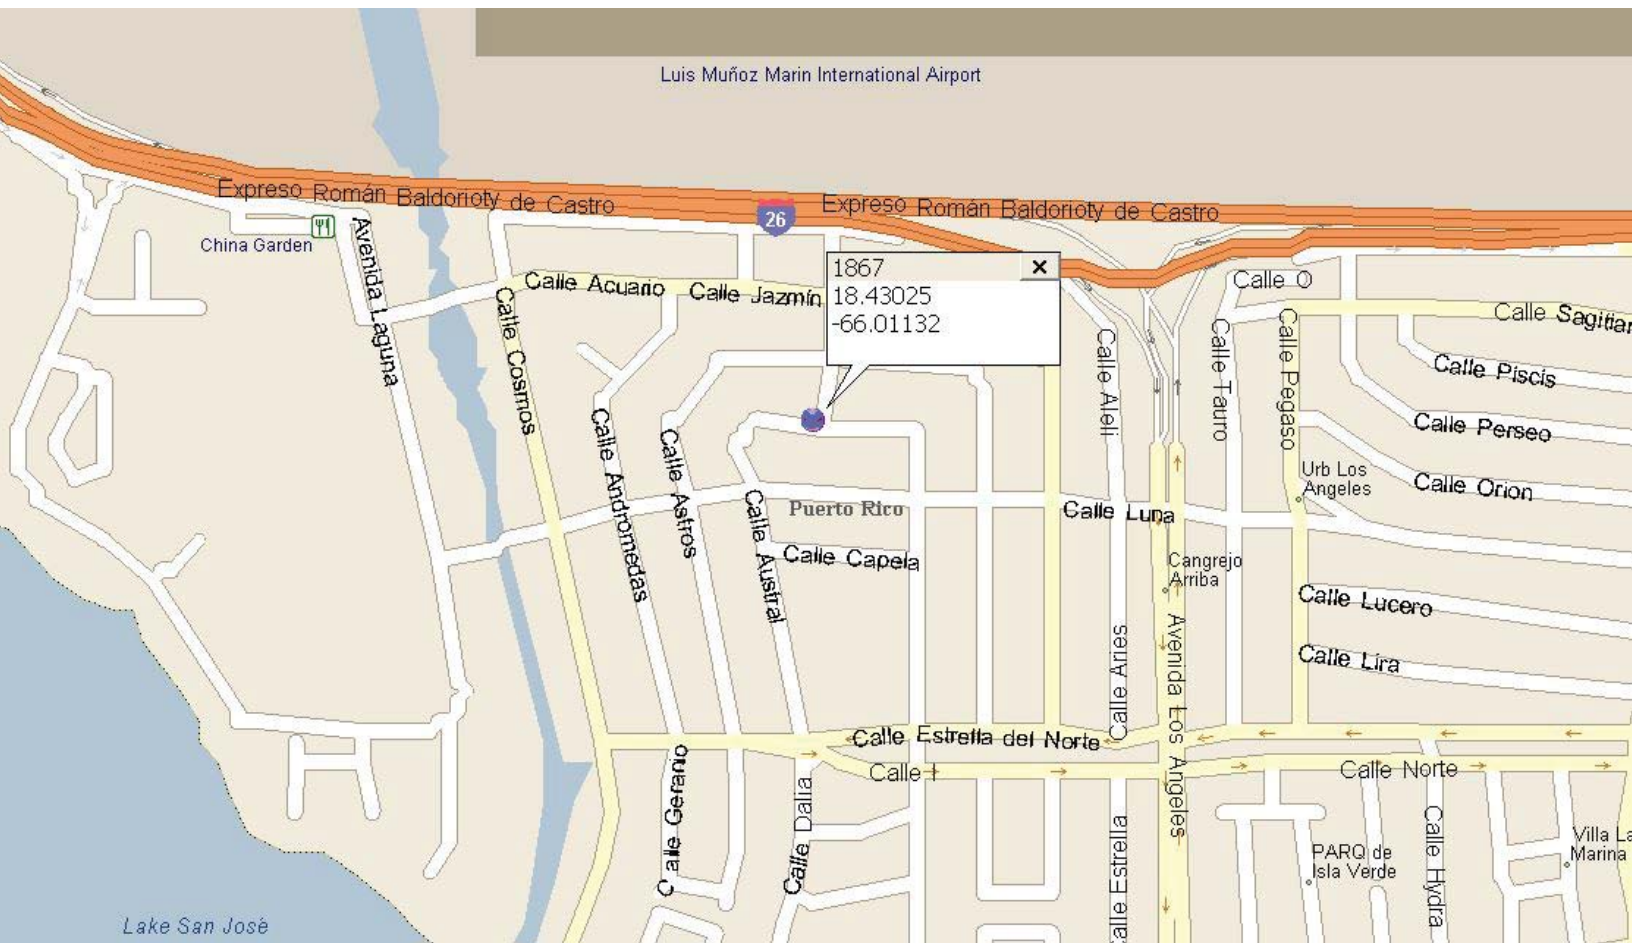 Luis Muñoz Marin International Airport
Expreso Román Baldorioty de Castro
26
Expreso Román Baldorioty de Castro
China Garden
Avenida Laguna
Calle Acuario
Calle Jazmín
1867
18.43025
-66.01132
Calle O
Calle Sagittar
Calle Cosmos
Calle Aleli
Calle Tauro
Calle Pegaso
Calle Piscis
Calle Perseo
Calle Andromedas
Calle Astros
Urb Los
Angeles
Calle Orion
Calle Austral
Puerto Rico
Calle Luna
Calle Capela
Cangrejo
Arriba
Calle Lucero
Calle Lira
Calle Aries
Avenida Los Angeles
Calle Estrella del Norte
Calle I
Calle Norte
Calle Geranio
Calle Dalia
Calle Estrella
Calle Hydra
PARQ de
Isla Verde
Villa La
Marina
Lake San José